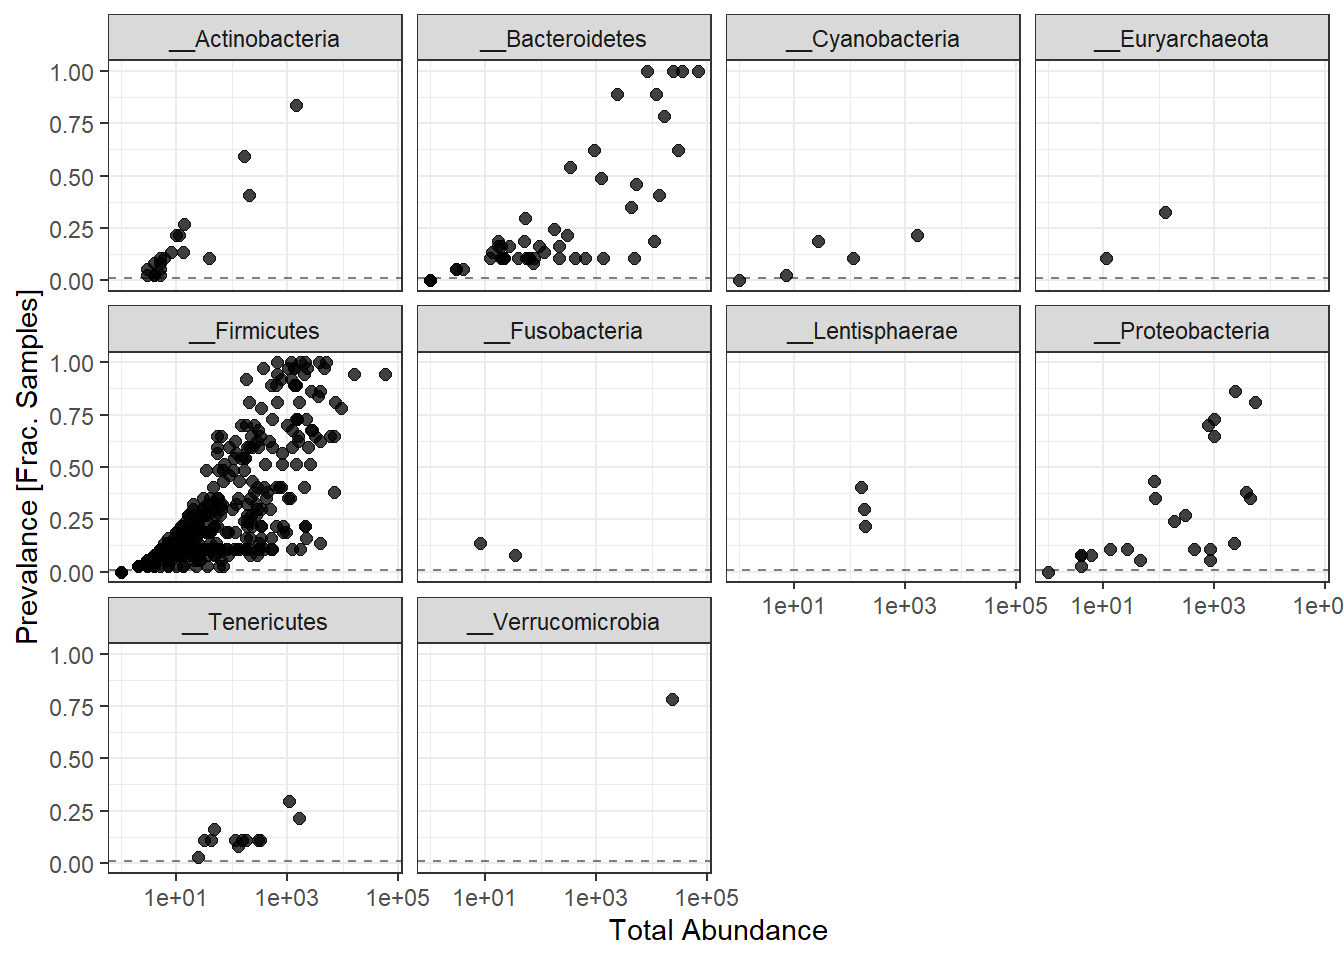 __Actinobacteria __Bacteroidetes __Cyanobacteria __Euryarchaeota
1.00
0.75
0.50
0.25
0.00
__Firmicutes __Fusobacteria __Lentisphaerae __Proteobacteria
1.00
0.75
0.50
0.25
0.00
1e+01 1e+03 1e+05 1e+01 1e+03 1e+0
__Tenericutes __Verrucomicrobia
1.00
0.75
0.50
0.25
0.00
1e+01 1e+03 1e+05 1e+01 1e+03 1e+05
Prevalance [Frac. Samples]
Total Abundance